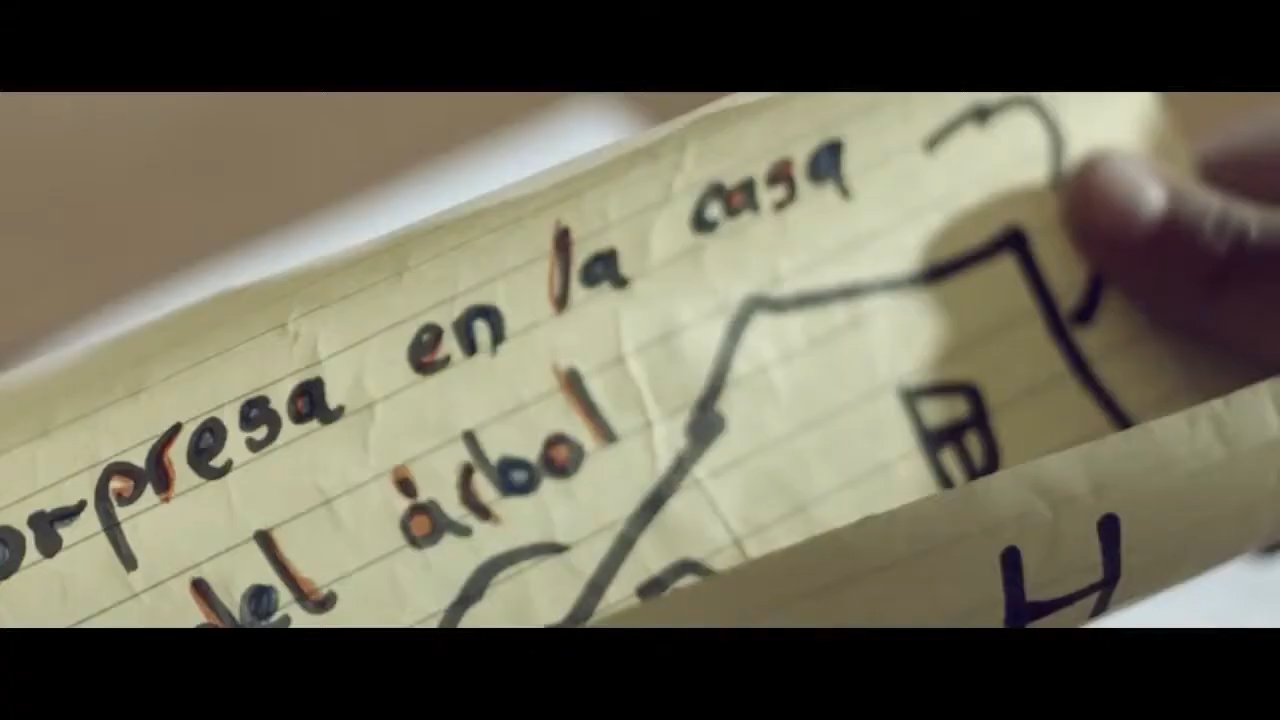 orpresa en la casa
del árbol
H